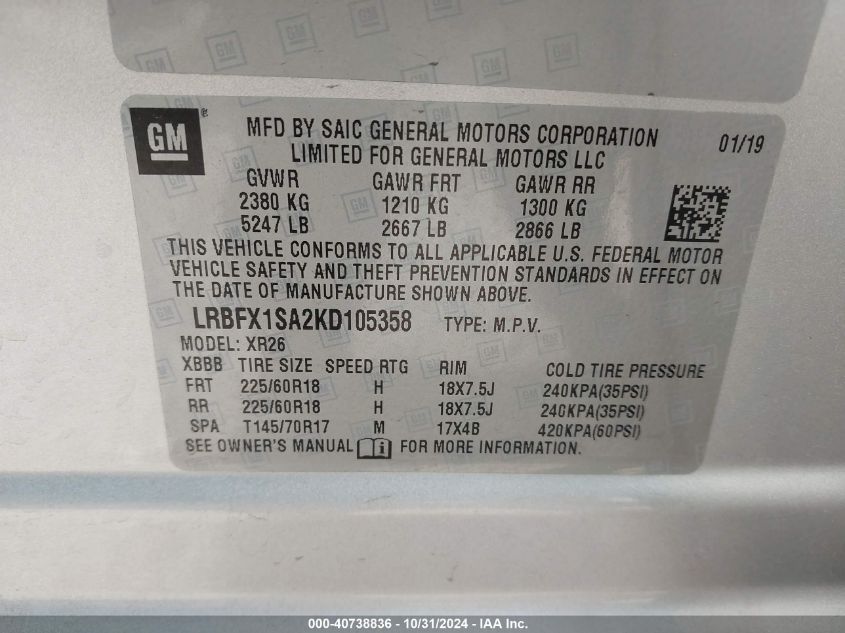 GM
MFD BY SAIC GENERAL MOTORS CORPORATION 01/19
LIMITED FOR GENERAL MOTORS LLC
GVWR GAWR FRT GAWR RR
2380 KG 1210 KG 1300 KG
5247 LB 2667 LB 2866 LB
THIS VEHICLE CONFORMS TO ALL APPLICABLE U.S. FEDERAL MOTOR
VEHICLE SAFETY AND THEFT PREVENTION STANDARDS IN EFFECT ON
THE DATE OF MANUFACTURE SHOWN ABOVE.
LRBFX1SA2KD105358 TYPE: M.P.V.
MODEL: XR26
XBBB TIRE SIZE SPEED RTG RIM COLD TIRE PRESSURE
FRT 225/60R18 H 18X7.5J 240KPA(35PSI)
RR 225/60R18 H 18X7.5J 240KPA(35PSI)
SPA T145/70R17 M 17X4B 420KPA(60PSI)
SEE OWNER'S MANUAL i FOR MORE INFORMATION.
000-40738836 - 10/31/2024 - IAA Inc.